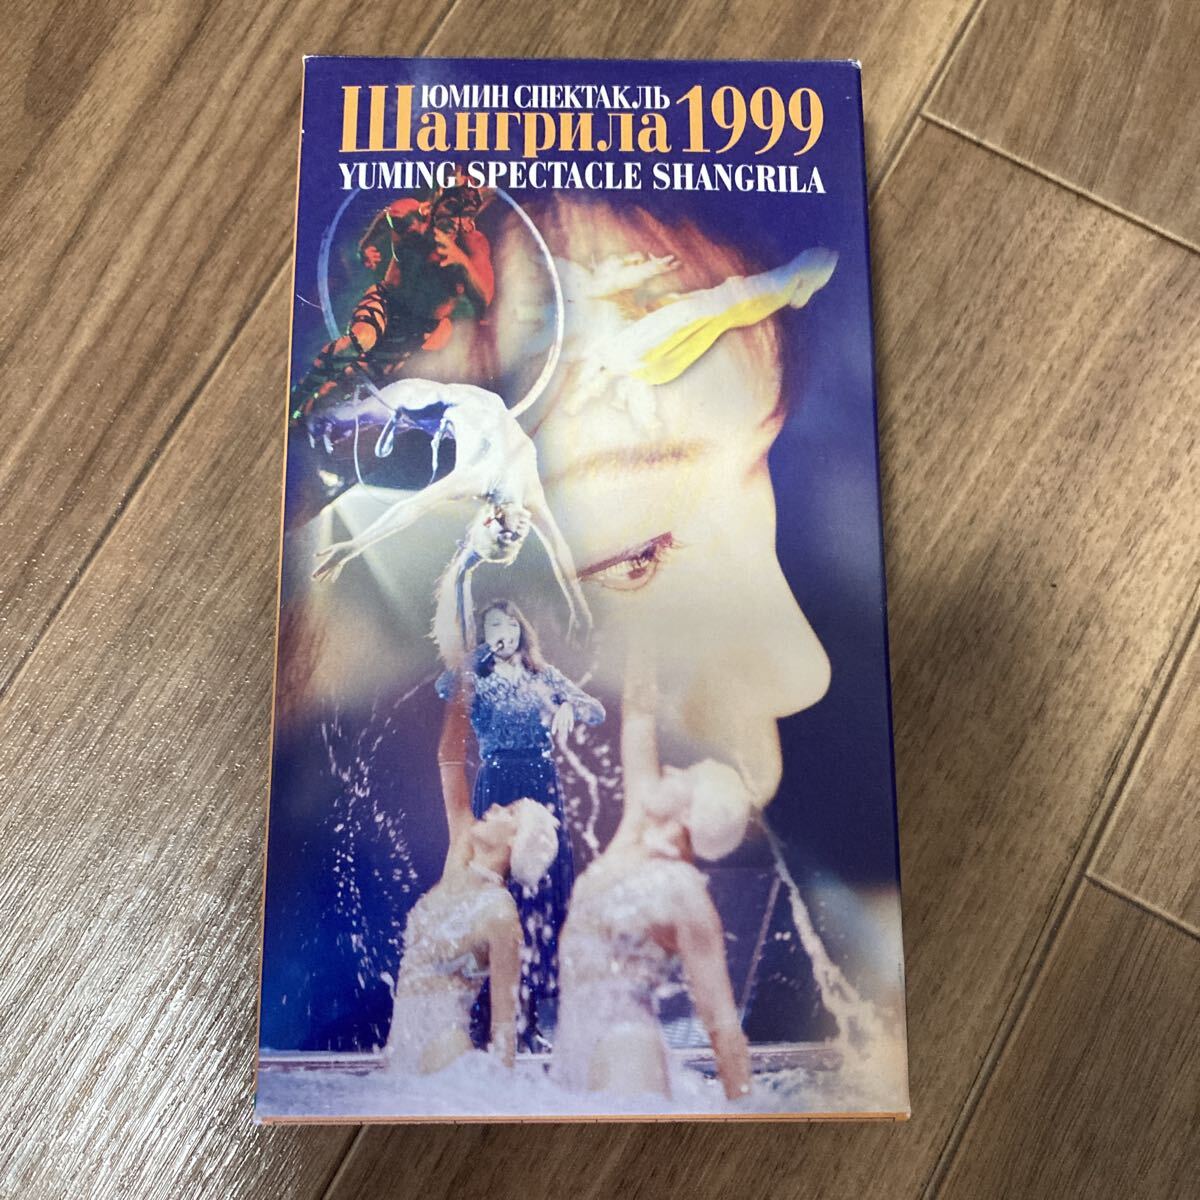 ЮМИН СПЕКТАКЛЬ
Шангрила 1999
YUMING SPECTACLE SHANGRILA